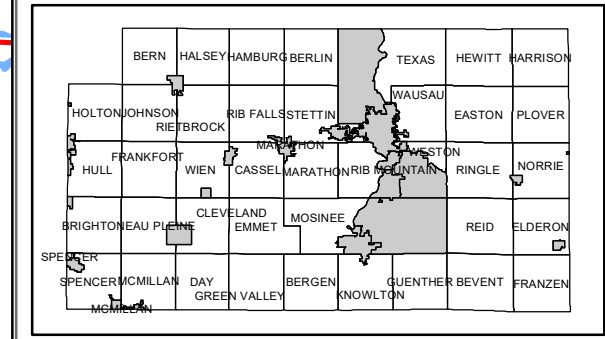 BERN HALSEY HAMBURG BERLIN TEXAS HEWITT HARRISON
WAUSAU
HOLTON JOHNSON RIB FALLS STETTIN EASTON PLOVER
RIETBROCK
MARATHON WESTON
FRANKFORT NORRIE
HULL WIEN CASSEL MARATHON RIB MOUNTAIN RINGLE
CLEVELAND MOSINEE
BRIGHTON EAU PLEINE EMMET REID ELDERON
SPENCER
SPENCER MCMILLAN DAY BERGEN GUENTHER BEVENT FRANZEN
GREEN VALLEY KNOWLTON
MCMILLAN